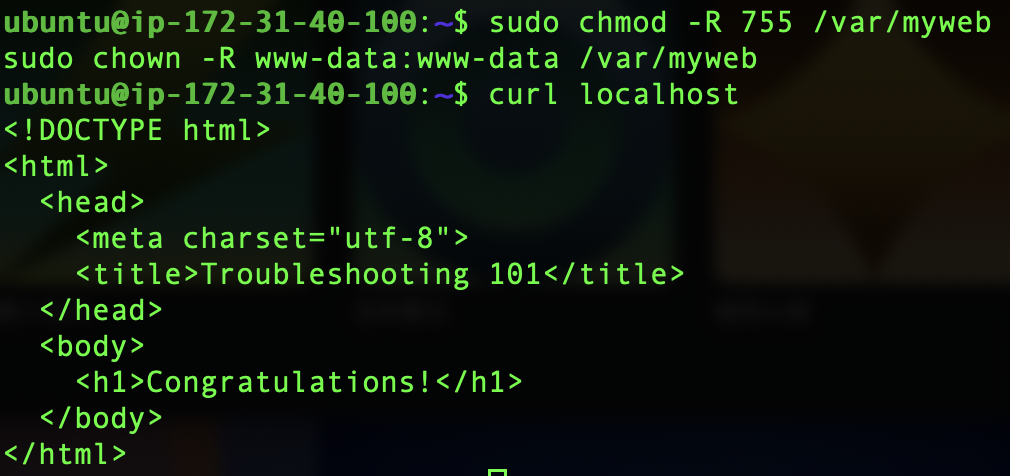 ubuntu@ip-172-31-40-100:~$ sudo chmod -R 755 /var/myweb
sudo chown -R www-data:www-data /var/myweb
ubuntu@ip-172-31-40-100:~$ curl localhost
<!DOCTYPE html>
<html>
  <head>
    <meta charset="utf-8">
    <title>Troubleshooting 101</title>
  </head>
  <body>
    <h1>Congratulations!</h1>
  </body>
</html>